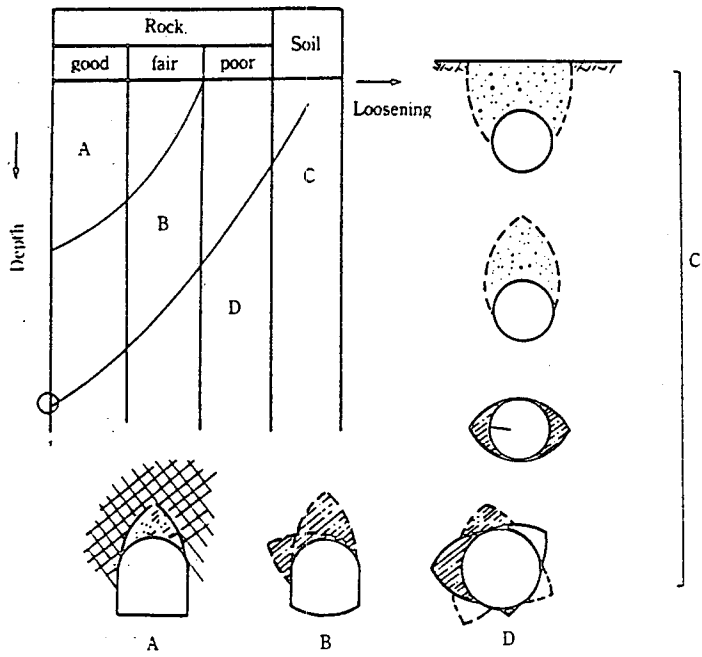 Rock.
Soil
good fair poor
Loosening
A
C
B
Depth
D
C
A B D